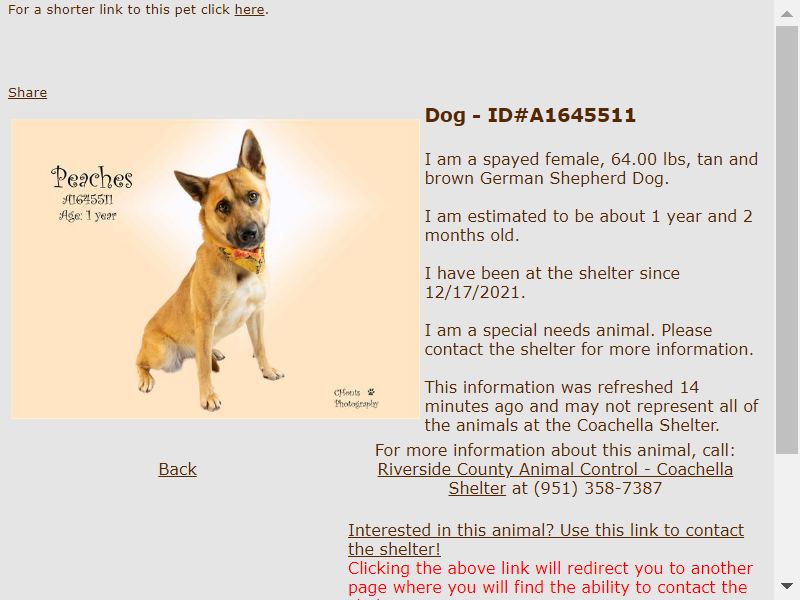 For a shorter link to this pet click here.
Share
Peaches
A1645511
Age: 1 year
CHonts
Photography
Dog - ID#A1645511
I am a spayed female, 64.00 lbs, tan and
brown German Shepherd Dog.
I am estimated to be about 1 year and 2
months old.
I have been at the shelter since
12/17/2021.
I am a special needs animal. Please
contact the shelter for more information.
This information was refreshed 14
minutes ago and may not represent all of
the animals at the Coachella Shelter.
Back
For more information about this animal, call:
Riverside County Animal Control - Coachella
Shelter at (951) 358-7387
Interested in this animal? Use this link to contact
the shelter!
Clicking the above link will redirect you to another
page where you will find the ability to contact the